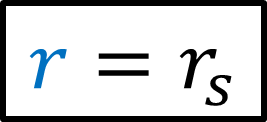 r = rₛ